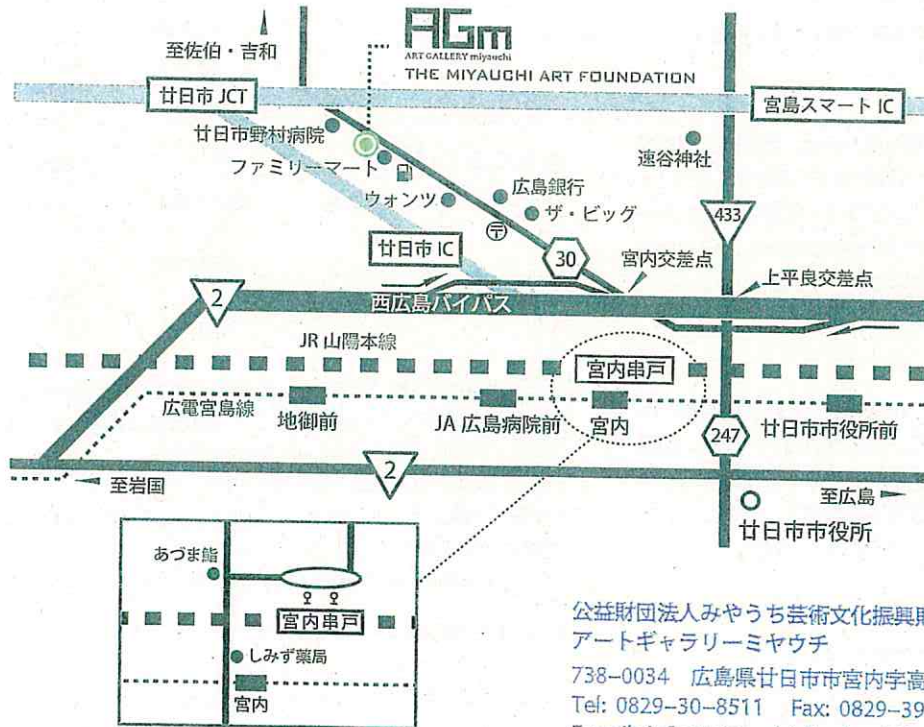 至佐伯・吉和
AGm
ART GALLERY miyauchi
THE MIYAUCHI ART FOUNDATION
廿日市 JCT
宮島スマート IC
廿日市野村病院
速谷神社
ファミリーマート
ウォンツ
広島銀行
ザ・ビッグ
433
廿日市 IC
30
宮内交差点
上平良交差点
2
西広島バイパス
JR 山陽本線
宮内串戸
広電宮島線
地御前
JA 広島病院前
宮内
247
廿日市市役所前
2
至岩国
至広島
廿日市市役所
あづま鮨
宮内串戸
しみず薬局
宮内
公益財団法人みやうち芸術文化振興
アートギャラリーミヤウチ
738–0034 広島県廿日市市宮内字高
Tel: 0829–30–8511 Fax: 0829–39